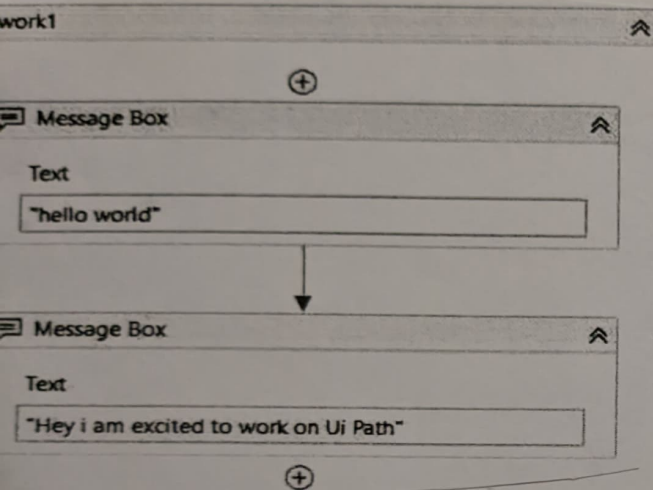 work1
Message Box
Text
"hello world"
Message Box
Text
"Hey i am excited to work on Ui Path"